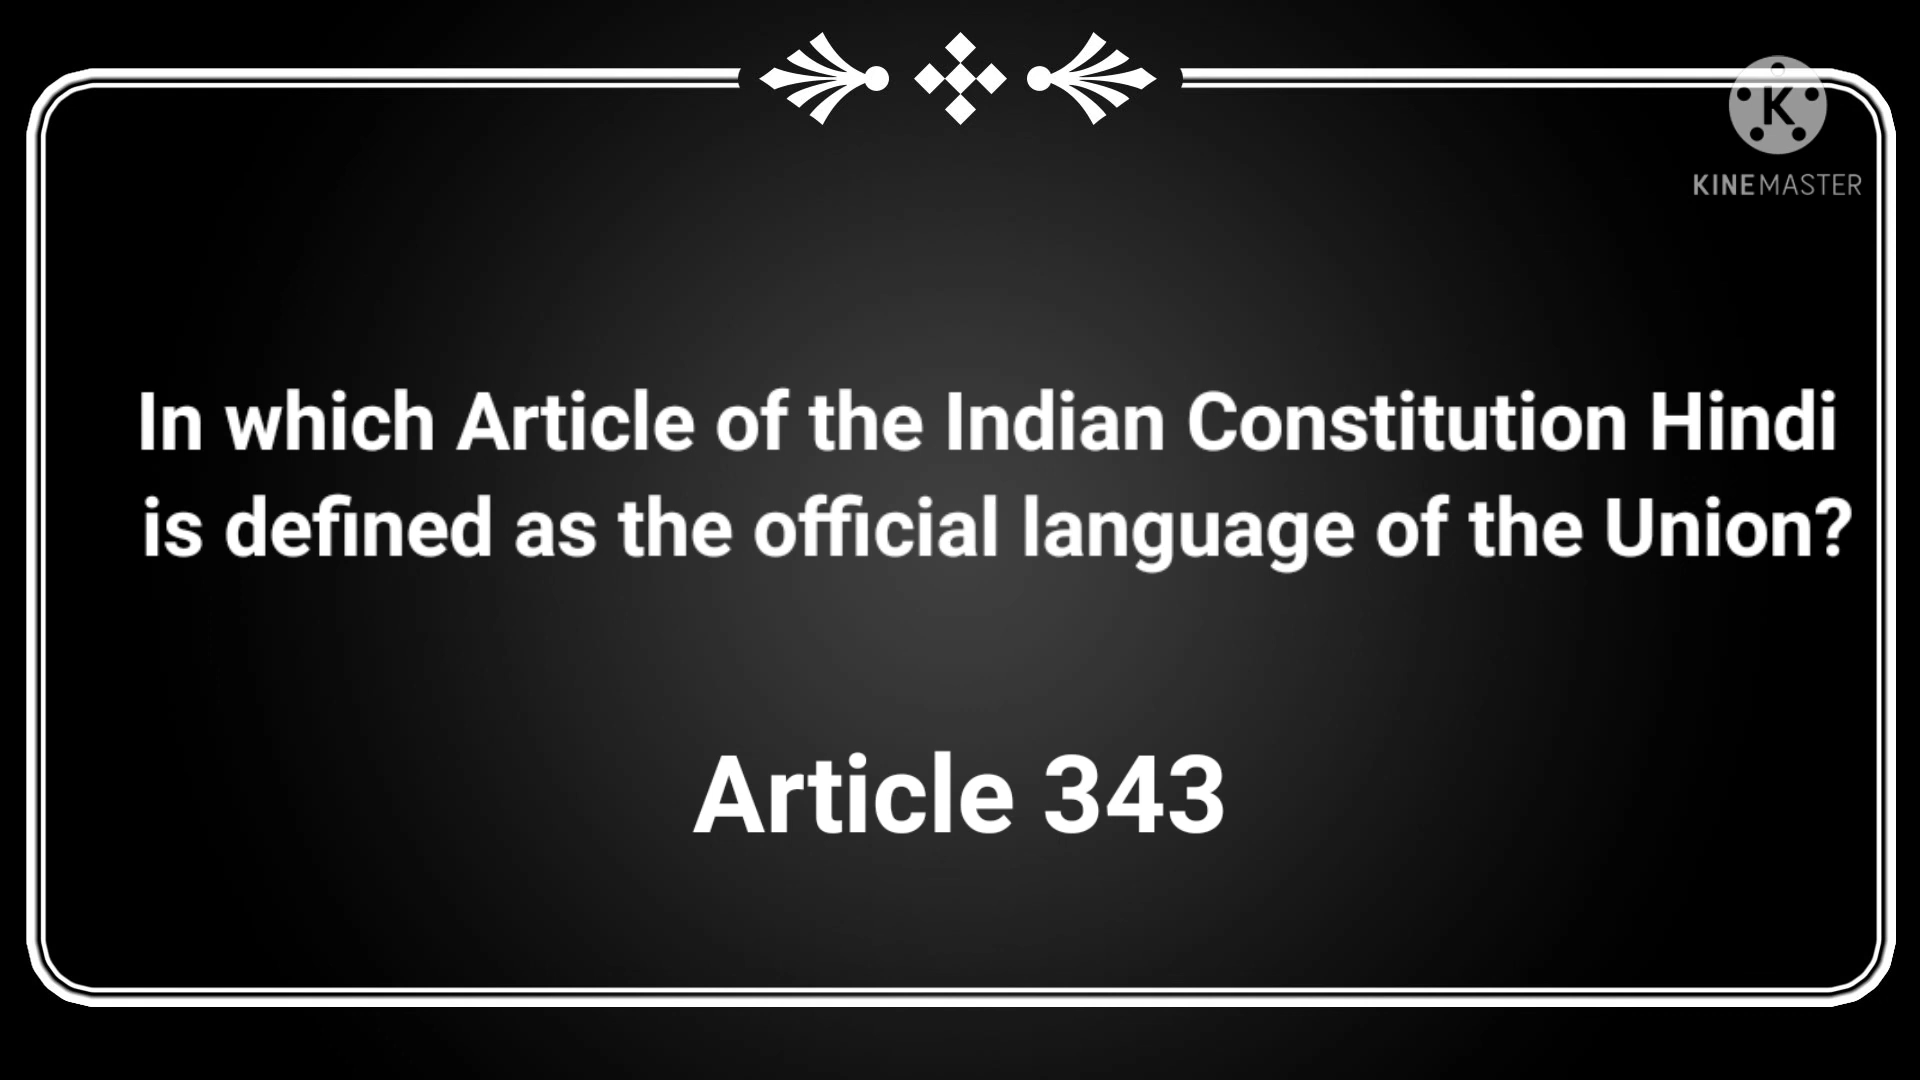 K
KINEMASTER
In which Article of the Indian Constitution Hindi
is defined as the official language of the Union?
Article 343